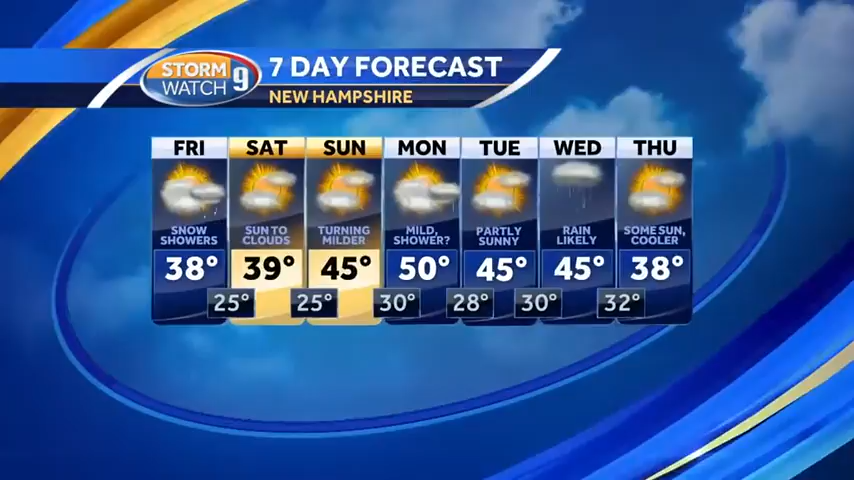 STORM
WATCH 9
7 DAY FORECAST
NEW HAMPSHIRE
FRI SAT SUN MON TUE WED THU
SNOW SHOWERS
SUN TO CLOUDS
TURNING MILDER
MILD, SHOWER?
PARTLY SUNNY
RAIN LIKELY
SOME SUN, COOLER
38° 39° 45° 50° 45° 45° 38°
25° 25° 30° 28° 30° 32°